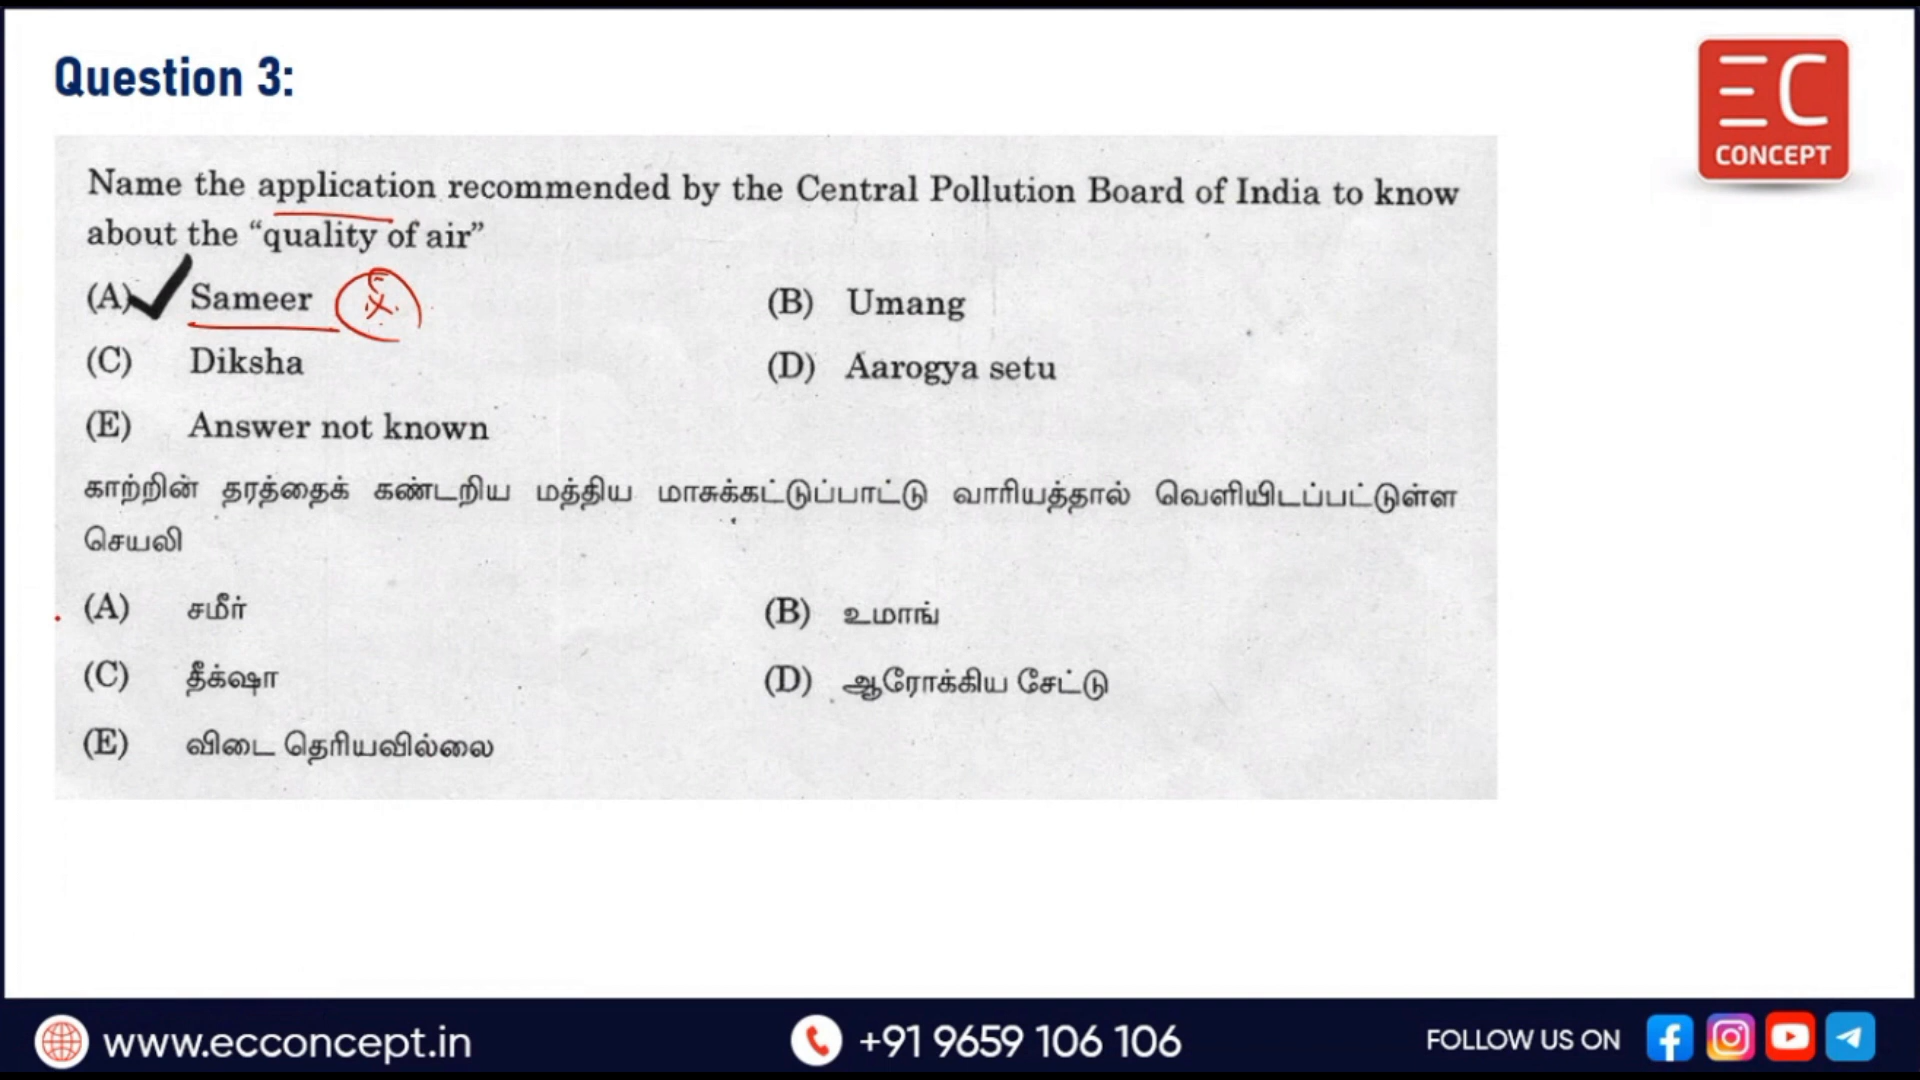 Question 3:
EC
CONCEPT
Name the application recommended by the Central Pollution Board of India to know
about the “quality of air”
(A) Sameer
(B) Umang
(C) Diksha
(D) Aarogya setu
(E) Answer not known
காற்றின் தரத்தைக் கண்டறிய மத்திய மாசுக்கட்டுப்பாட்டு வாரியத்தால் வெளியிடப்பட்டுள்ள
செயலி
(A) சமீர்
(B) உமாங்
(C) தீக்ஷா
(D) ஆரோக்கிய சேட்டு
(E) விடை தெரியவில்லை
www.ecconcept.in
+91 9659 106 106
FOLLOW US ON